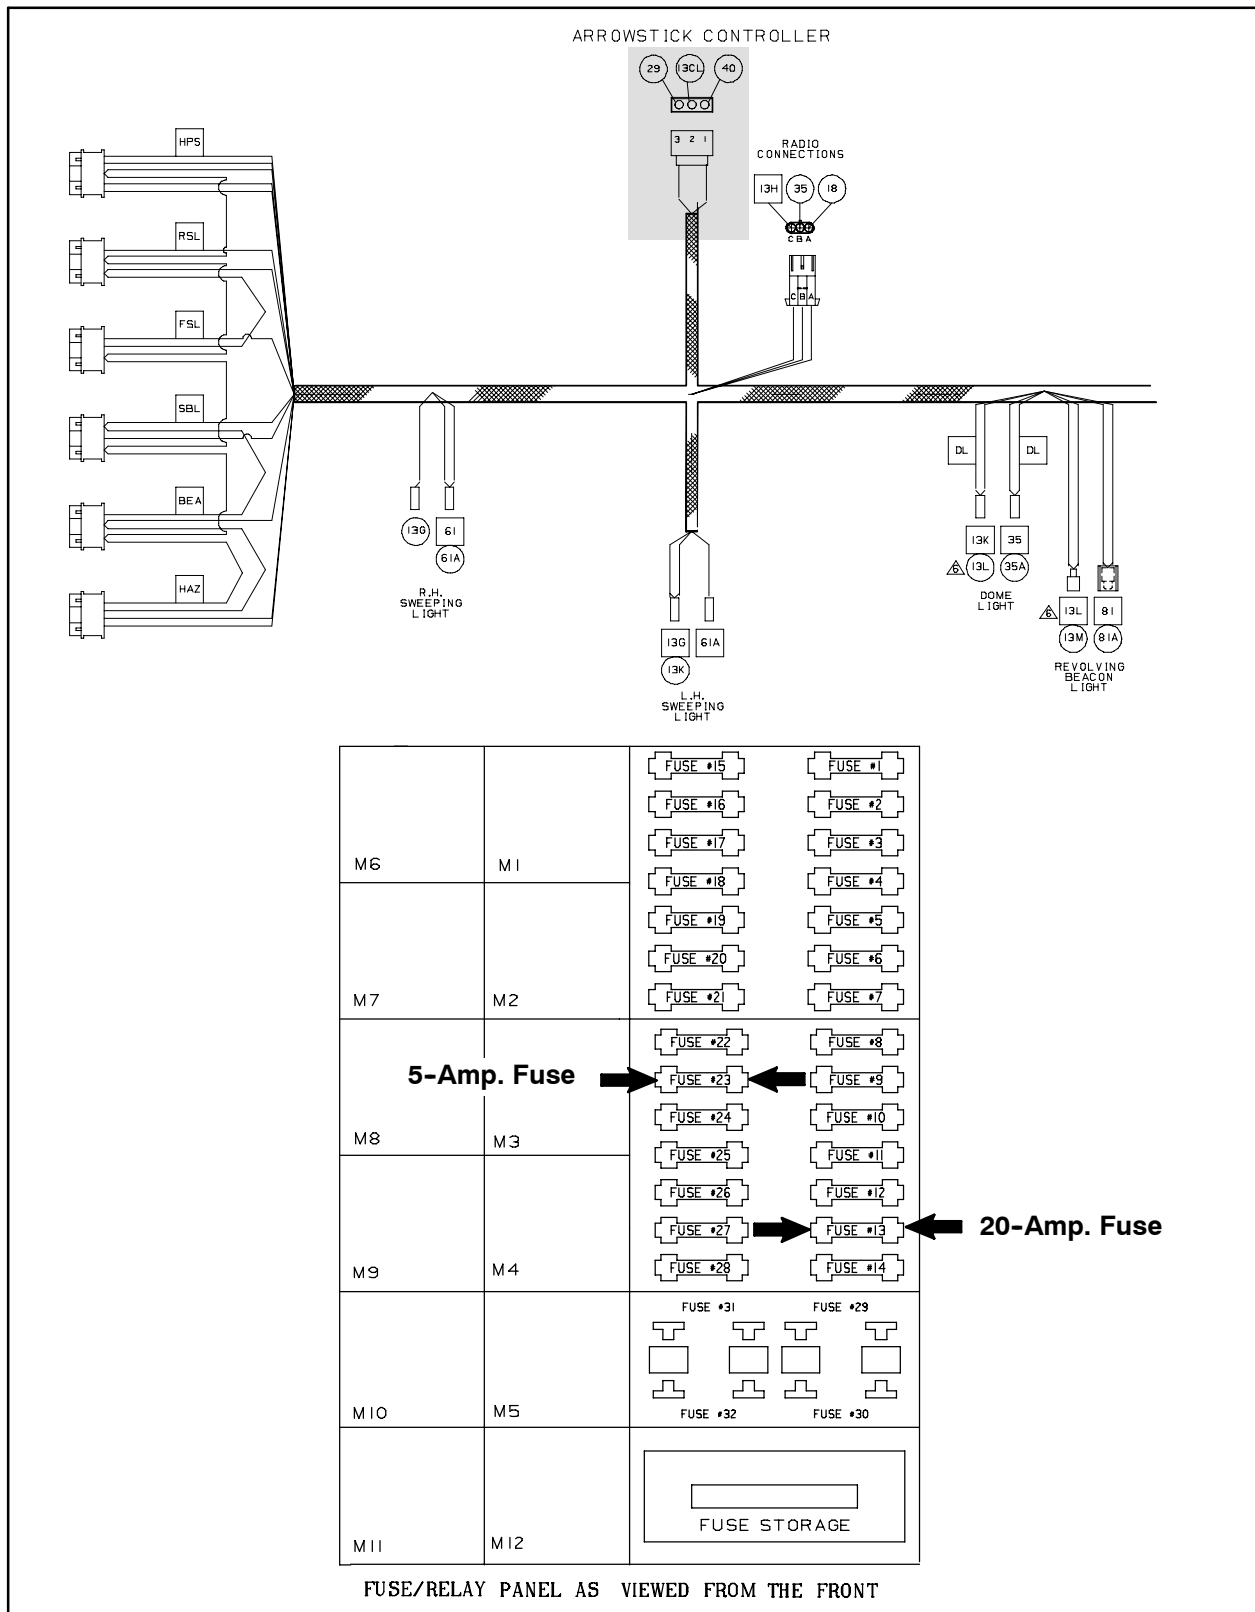 ARROWSTICK CONTROLLER
29 13CL 40
3 2 1
RADIO
CONNECTIONS
13H 35 18
C B A
C B A
HPS
RSL
FSL
SBL
BEA
HAZ
13G 61
61A
R.H.
SWEEPING
LIGHT
13G 61A
13K
L.H.
SWEEPING
LIGHT
DL DL
13K 35
6 13L 35A
DOME
LIGHT
6 13L 81
13M 81A
REVOLVING
BEACON
LIGHT
FUSE #15 FUSE #1
FUSE #16 FUSE #2
FUSE #17 FUSE #3
M6 M1
FUSE #18 FUSE #4
FUSE #19 FUSE #5
FUSE #20 FUSE #6
M7 M2 FUSE #21 FUSE #7
FUSE #22 FUSE #8
5-Amp. Fuse FUSE #23 FUSE #9
FUSE #24 FUSE #10
M8 M3
FUSE #25 FUSE #11
FUSE #26 FUSE #12
FUSE #27 FUSE #13 20-Amp. Fuse
M9 M4 FUSE #28 FUSE #14
FUSE #31 FUSE #29
M10 M5 FUSE #32 FUSE #30
FUSE STORAGE
M11 M12
FUSE/RELAY PANEL AS VIEWED FROM THE FRONT